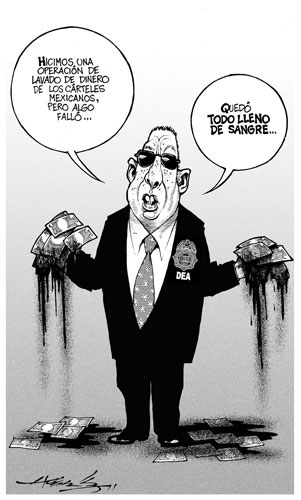 HICIMOS UNA
OPERACIÓN DE
LAVADO DE DINERO
DE LOS CÁRTELES
MEXICANOS,
PERO ALGO
FALLÓ...
QUEDÓ
TODO LLENO
DE SANGRE...
DEA